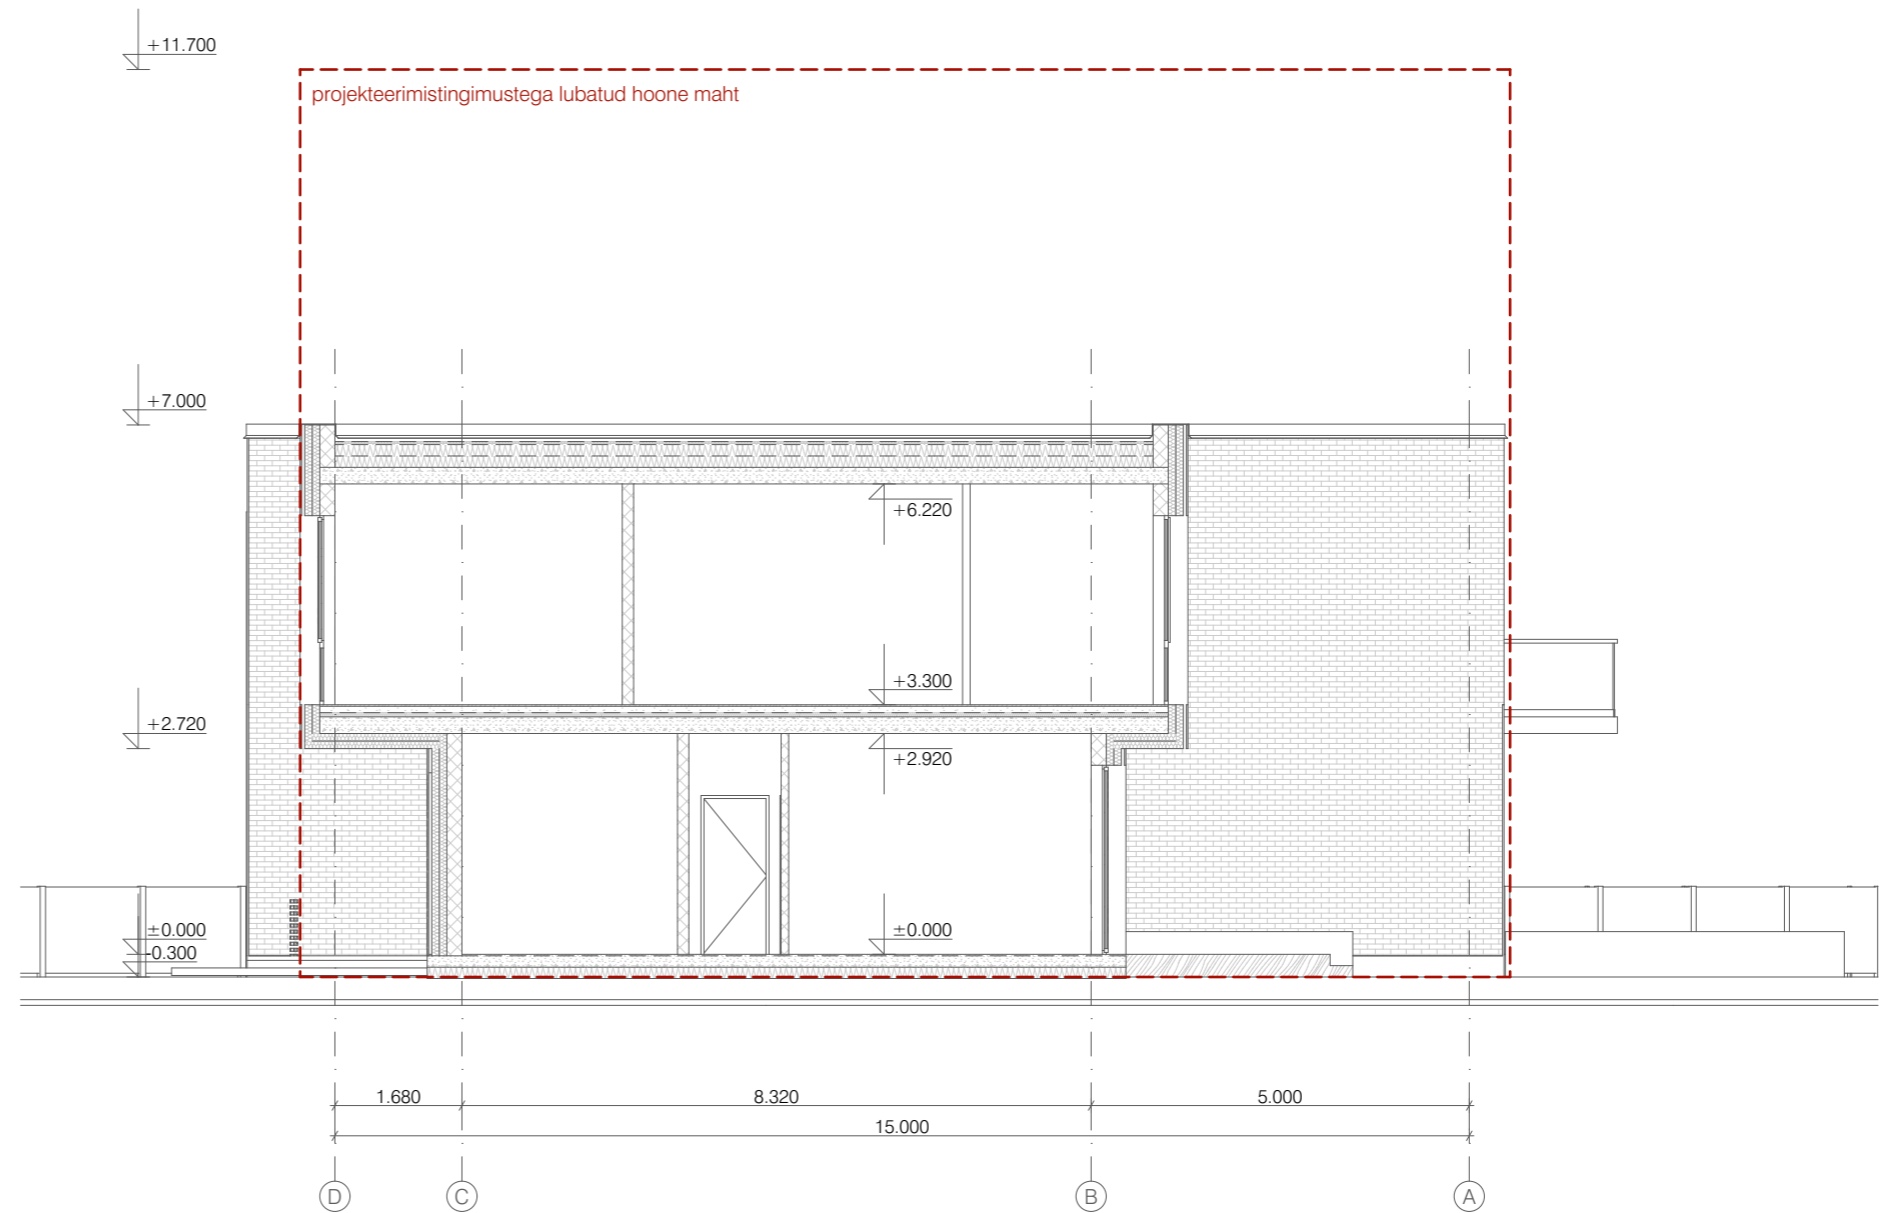 +11.700
projekteerimistingimustega lubatud hoone maht
+7.000
+6.220
+3.300
+2.720
+2.920
±0.000
±0.000
-0.300
1.680
8.320
5.000
15.000
D
C
B
A